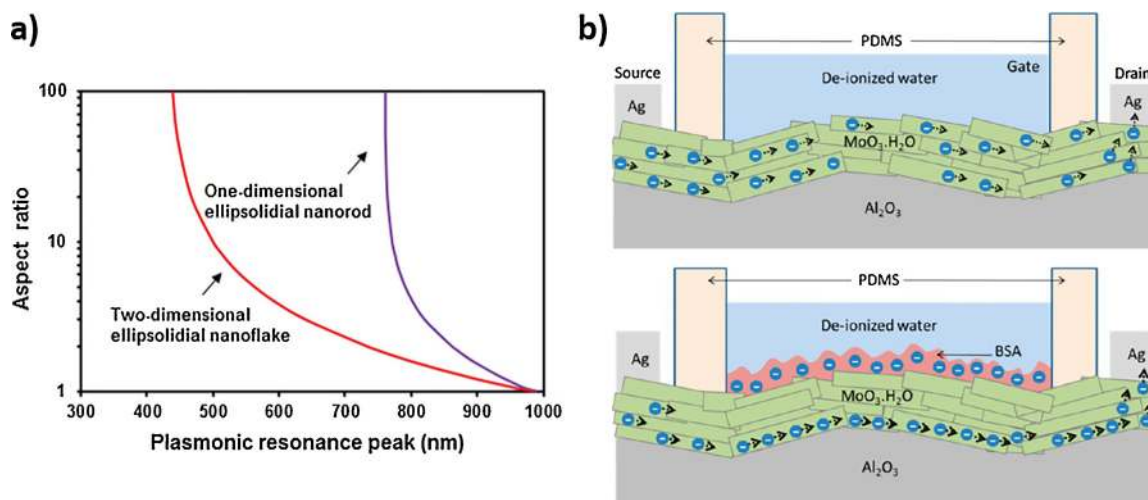 a)
100
10
1
Aspect ratio
One-dimensional
ellipsolidial nanorod
Two-dimensional
ellipsolidial nanoflake
300 400 500 600 700 800 900 1000
Plasmonic resonance peak (nm)
b)
PDMS
Source
De-ionized water
Gate
Drain
Ag
Ag
MoO₃.H₂O
Al₂O₃
PDMS
De-ionized water
Ag
BSA
Ag
MoO₃.H₂O
Al₂O₃